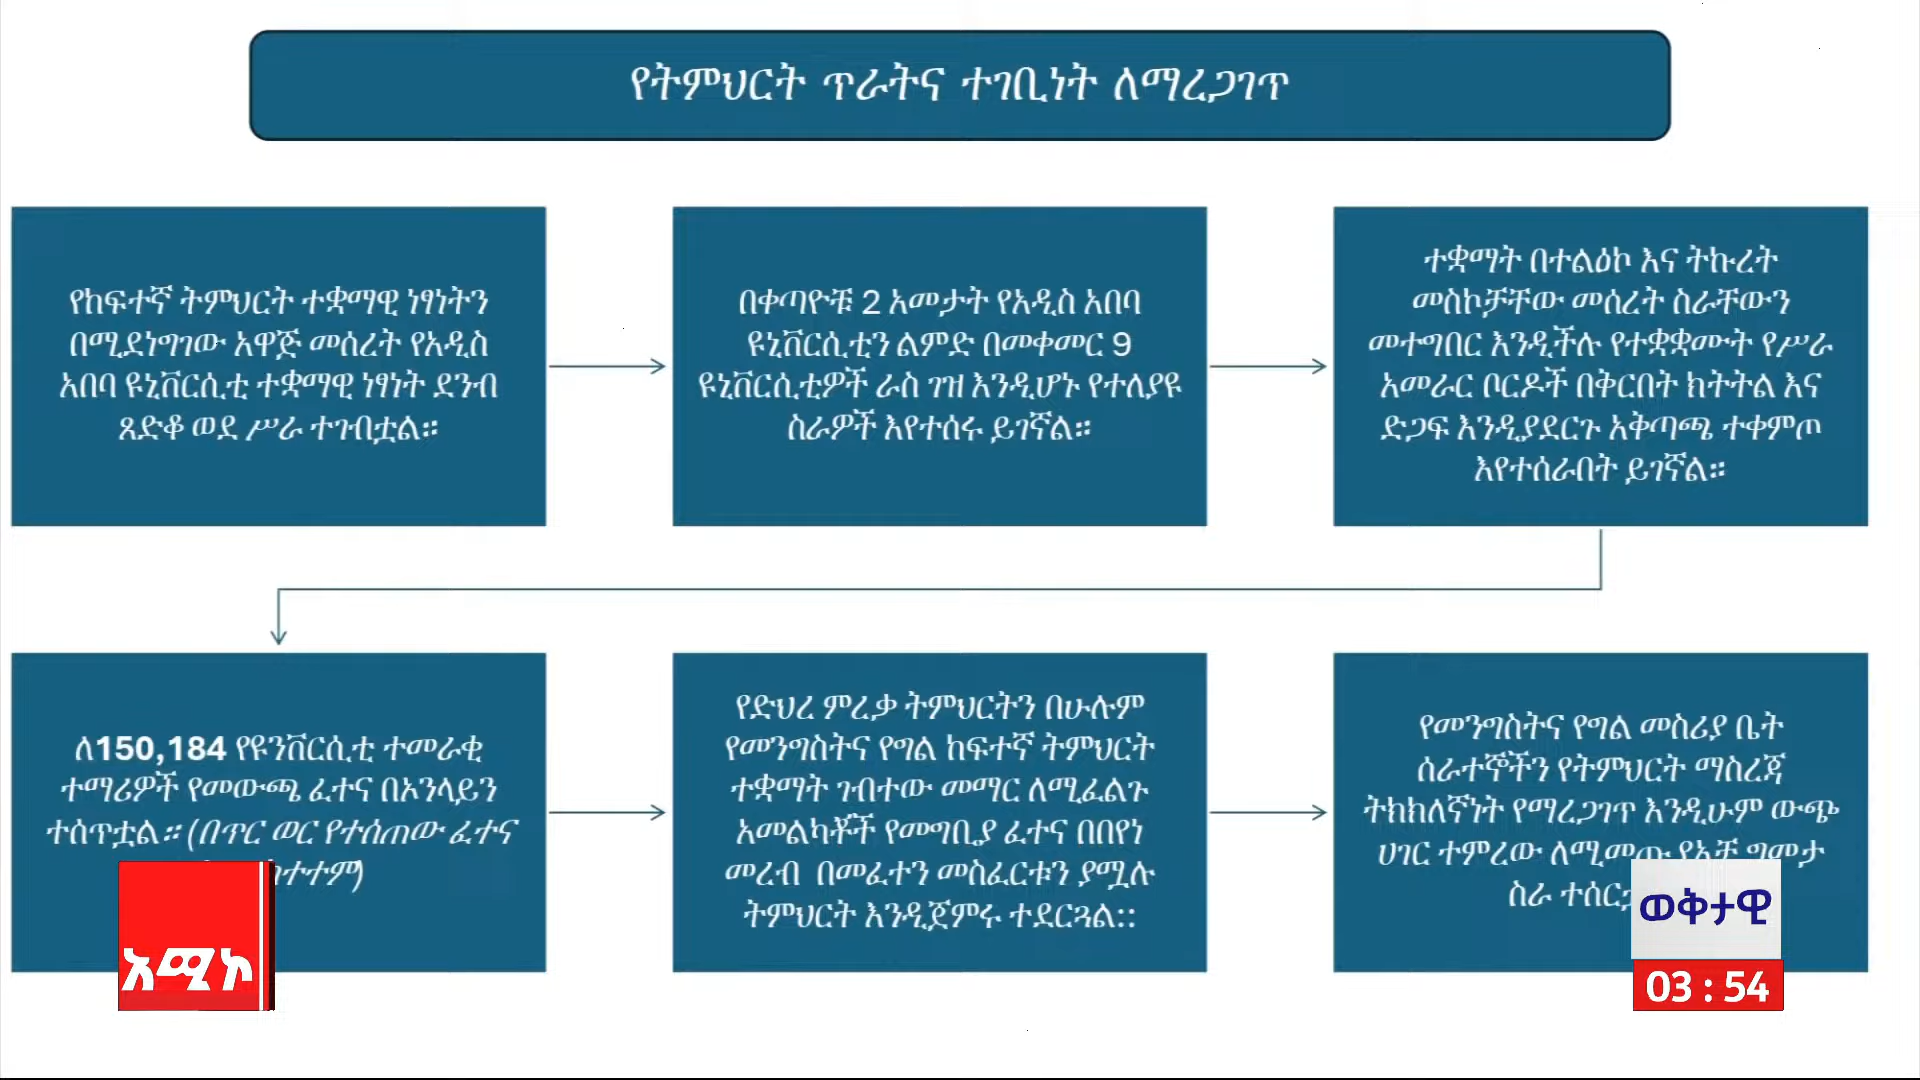 የትምህርት ጥራትና ተገቢነት ለማረጋገጥ
የከፍተኛ ትምህርት ተቋማዊ ነፃነትን
በሚደነግገው አዋጅ መሰረት የአዲስ
አበባ ዩኒቨርሲቲ ተቋማዊ ነፃነት ደንብ
ጸድቆ ወደ ሥራ ተገብቷል።
በቀጣዮቹ 2 አመታት የአዲስ አበባ
ዩኒቨርሲቲን ልምድ በመቀመር 9
ዩኒቨርሲቲዎች ራስ ገዝ እንዲሆኑ የተለያዩ
ስራዎች እየተሰሩ ይገኛል።
ተቋማት በተልዕኮ እና ትኩረት
መስኮቻቸው መሰረት ስራቸውን
መተግበር እንዲችሉ የተቋቋሙት የሥራ
አመራር ቦርዶች በቅርበት ክትትል እና
ድጋፍ እንዲያደርጉ አቅጣጫ ተቀምጦ
እየተሰራበት ይገኛል።
ለ150,184 የዩንቨርሲቲ ተመራቂ
ተማሪዎች የመውጫ ፈተና በኦንላይን
ተሰጥቷል። (በጥር ወር የተሰጠው ፈተና
የድህረ ምረቃ ትምህርትን በሁሉም
የመንግስትና የግል ከፍተኛ ትምህርት
ተቋማት ገብተው መማር ለሚፈልጉ
አመልካቾች የመግቢያ ፈተና በበየነ
መረብ በመፈተን መስፈርቱን ያሟሉ
ትምህርት እንዲጀምሩ ተደርጓል::
የመንግስትና የግል መስሪያ ቤት
ሰራተኞችን የትምህርት ማስረጃ
ትክክለኛነት የማረጋገጥ እንዲሁም ውጭ
ሀገር ተምረው ለሚመጡ የአቻ ግመታ
ስራ
አሚኮ
ወቅታዊ
03 : 54